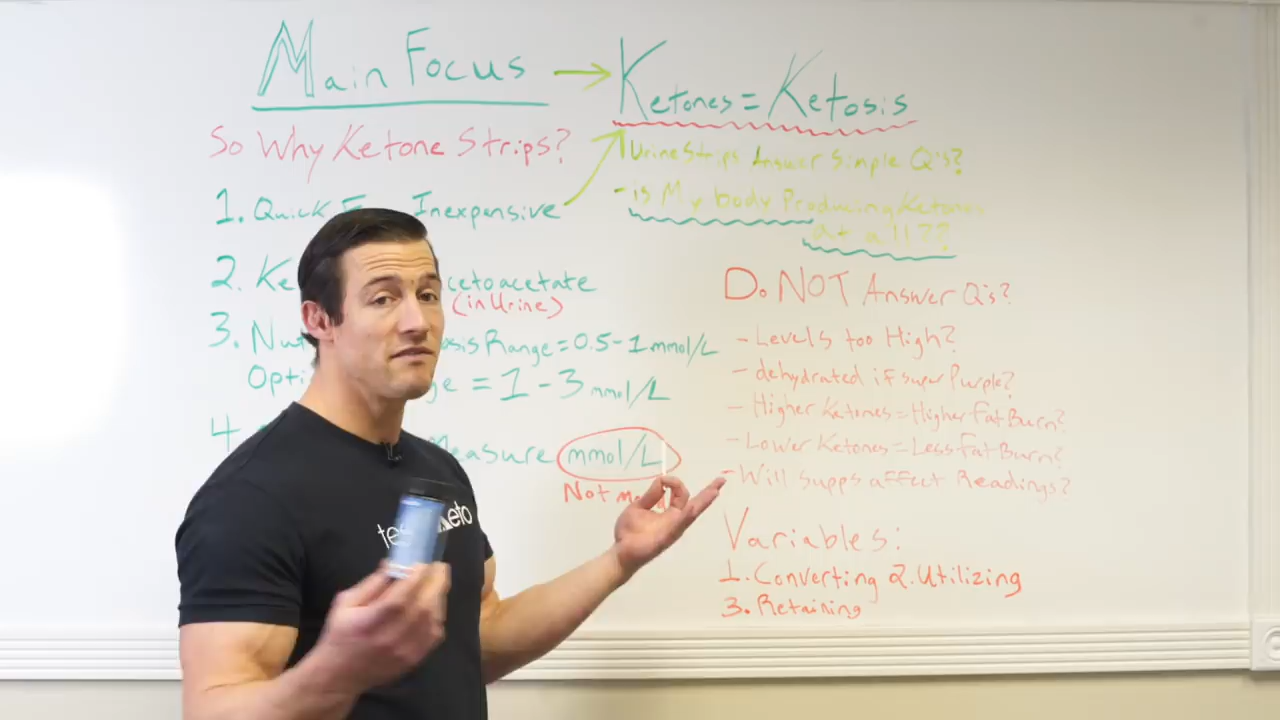 Main Focus → Ketones = Ketosis
So Why Ketone Strips?
1. Quick Inexpensive
2. Ke cetoacetate
(in Urine)
3. Nut osis Range = 0.5 - 1 mmol/L
Opti ge = 1 - 3 mmol/L
4 Measure mmol/L
Not m
Urine Strips Answer Simple Q's?
- is My body Producing Ketones
at all??
Do NOT Answer Q's?
- Levels too High?
- dehydrated if super Purple?
- Higher Ketones = Higher Fat Burn?
- Lower Ketones = Less Fat Burn?
- Will supps affect Readings?
Variables:
1. Converting 2. Utilizing
3. Retaining
te eto